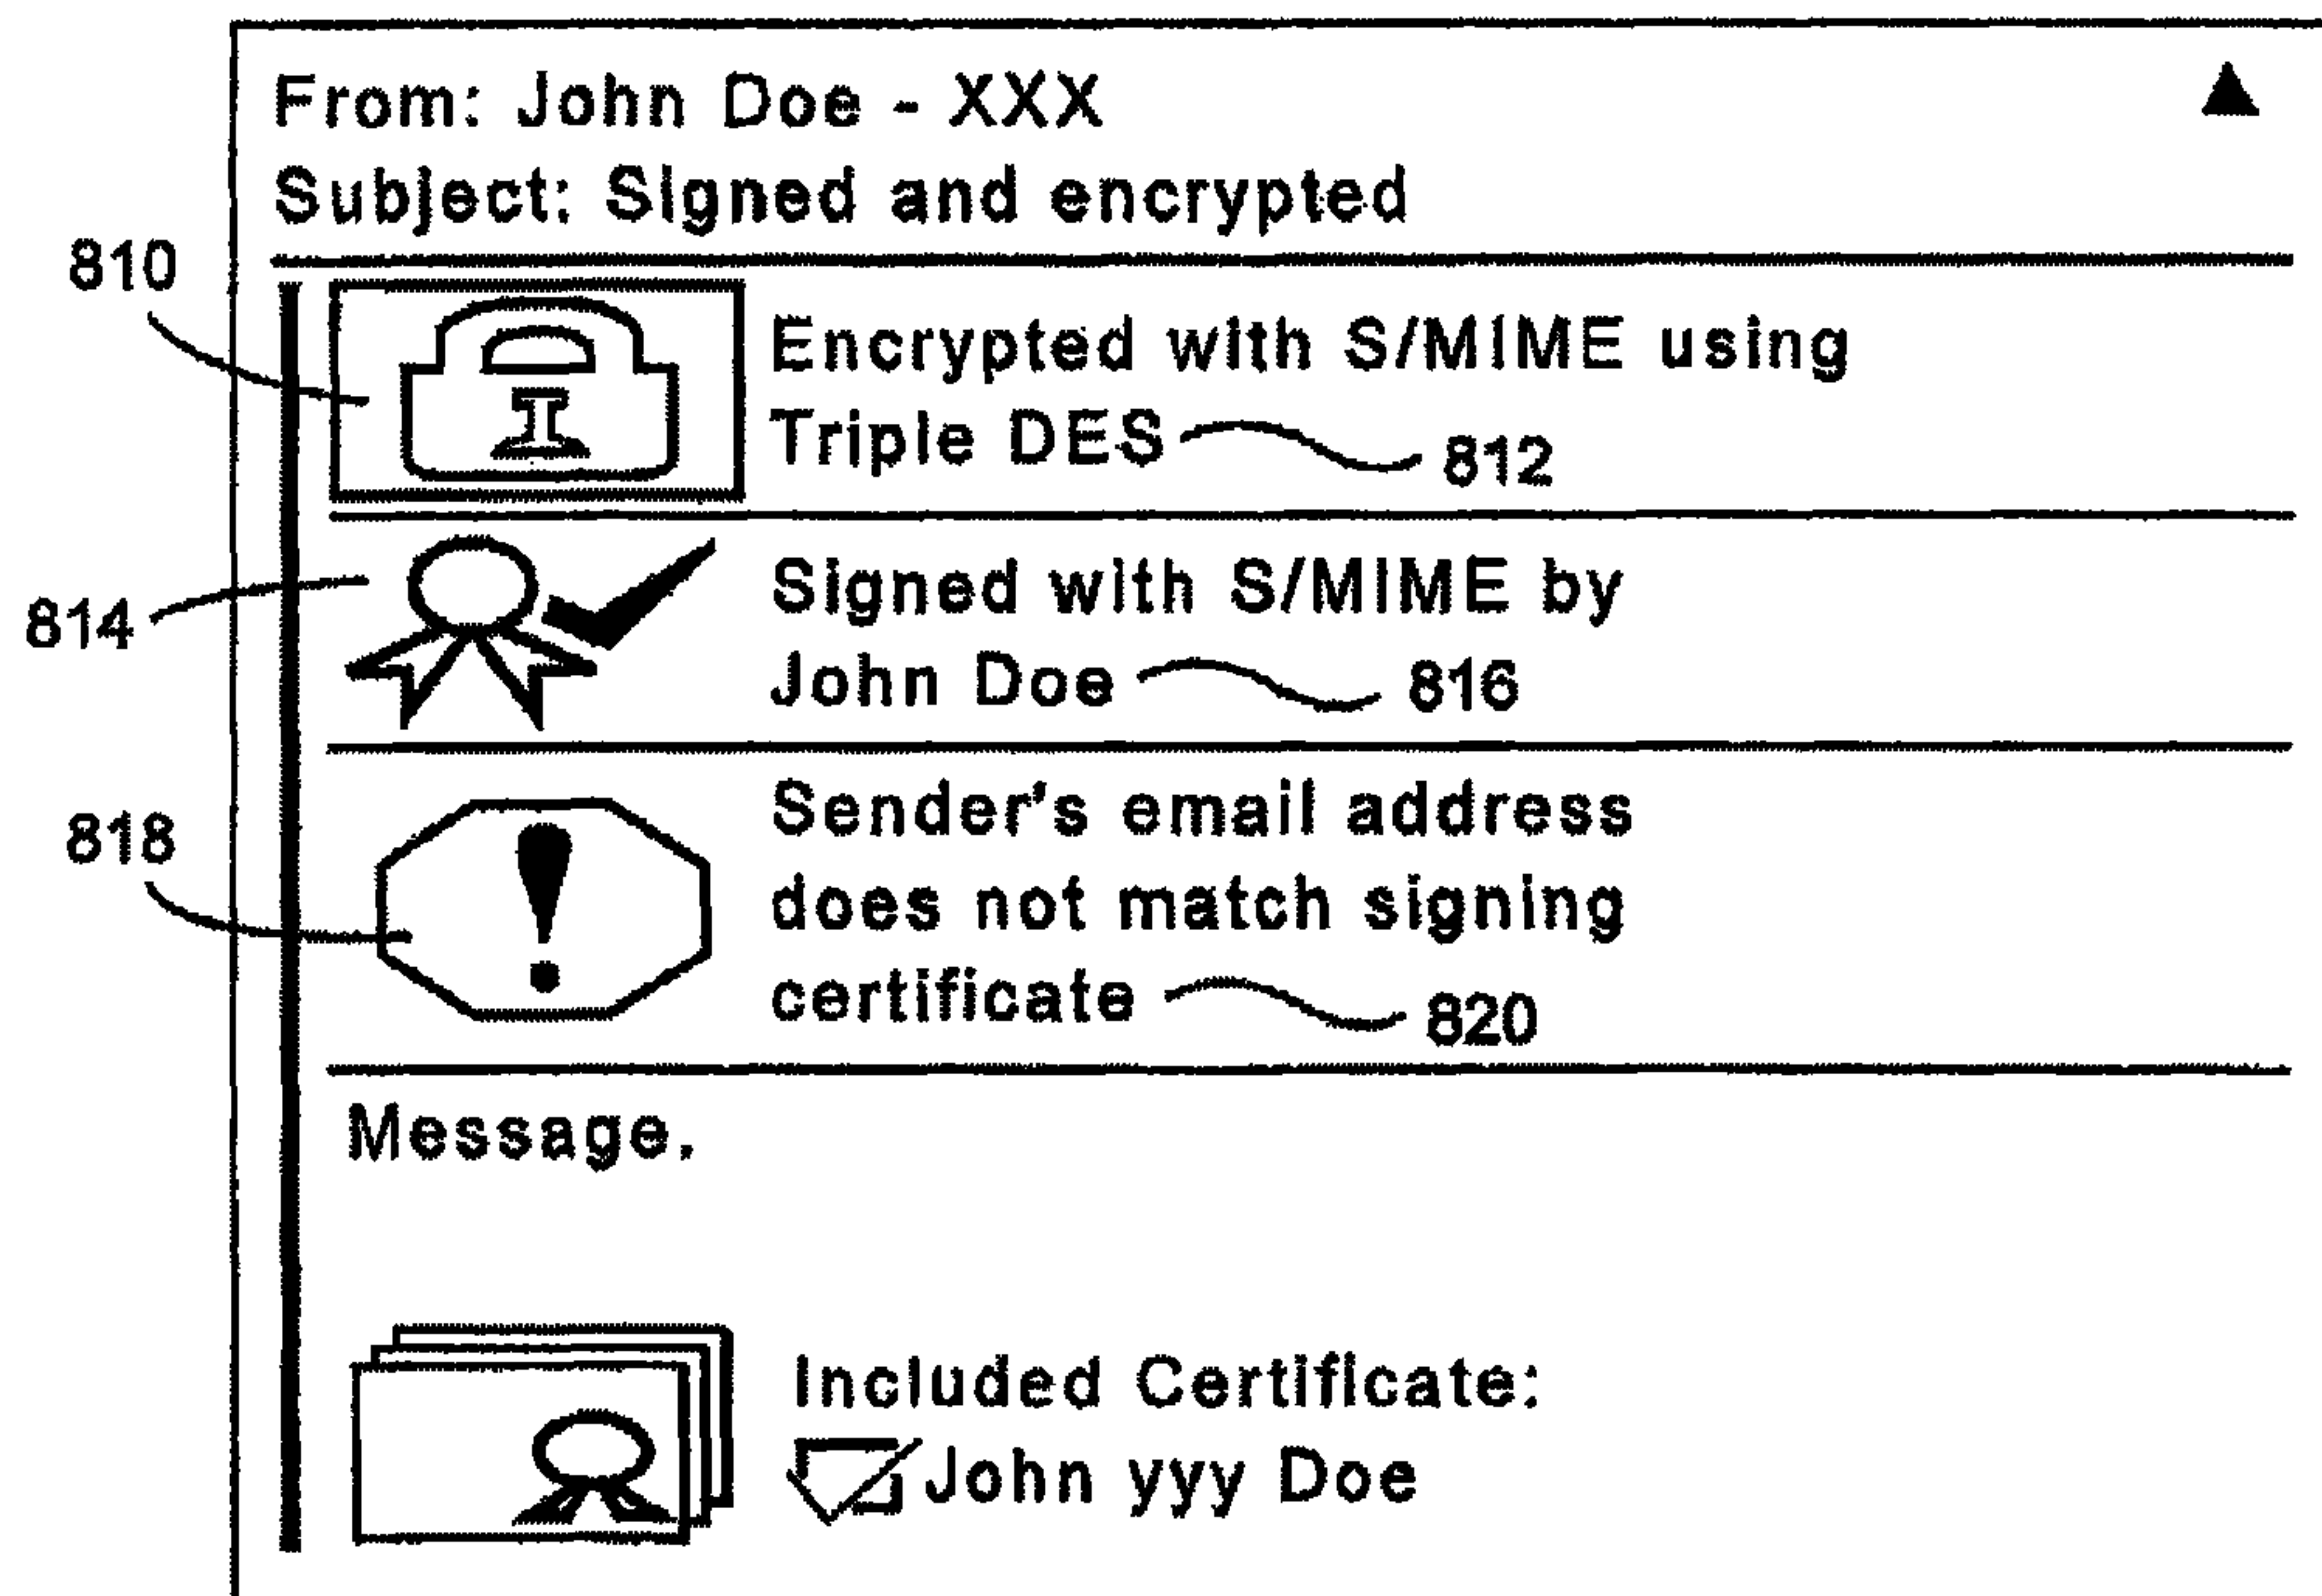 From: John Doe - XXX
Subject: Signed and encrypted
810
Encrypted with S/MIME using
Triple DES 812
Signed with S/MIME by
814
John Doe 816
Sender's email address
818
does not match signing
certificate 820
Message.
Included Certificate:
John yyy Doe